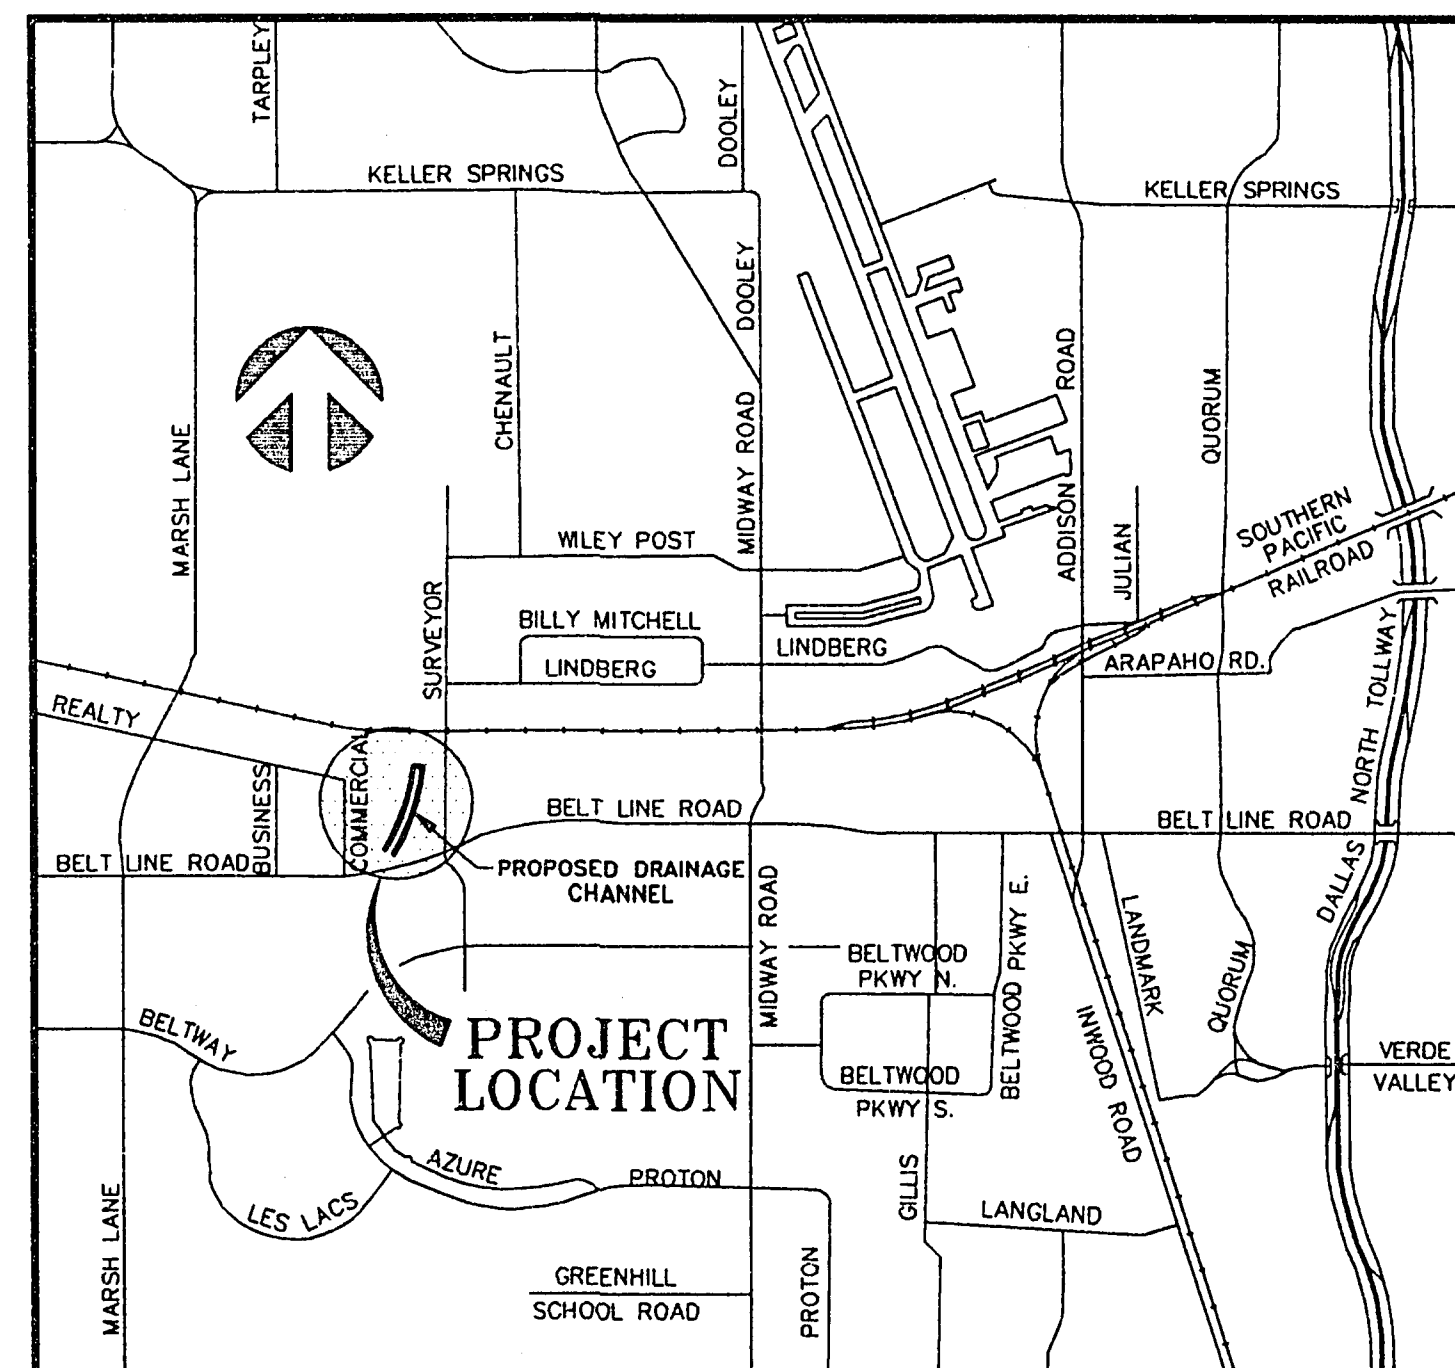 TARPLEY
DOOLEY
KELLER SPRINGS
KELLER SPRINGS
DOOLEY
CHENAULT
ROAD
QUORUM
MARSH LANE
MIDWAY ROAD
ADDISON
JULIAN
SOUTHERN
PACIFIC
RAILROAD
WILEY POST
SURVEYOR
BILLY MITCHELL
LINDBERG
LINDBERG
ARAPAHO RD.
REALTY
BUSINESS
COMMERCIAL
BELT LINE ROAD
BELT LINE ROAD
BELT LINE ROAD
DALLAS NORTH TOLLWAY
PROPOSED DRAINAGE
CHANNEL
MIDWAY ROAD
BELTWOOD
PKWY N.
BELTWOOD PKWY E.
LANDMARK
QUORUM
BELTWAY
PROJECT
LOCATION
BELTWOOD
PKWY S.
INWOOD ROAD
VERDE
VALLEY
AZURE
PROTON
LES LACS
GILLIS
LANGLAND
MARSH LANE
GREENHILL
SCHOOL ROAD
PROTON